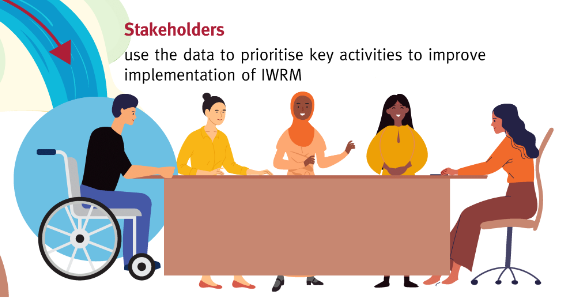 Stakeholders
use the data to prioritise key activities to improve
implementation of IWRM